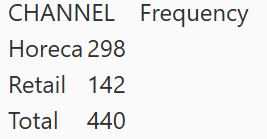 CHANNEL Frequency
Horeca 298
Retail 142
Total 440